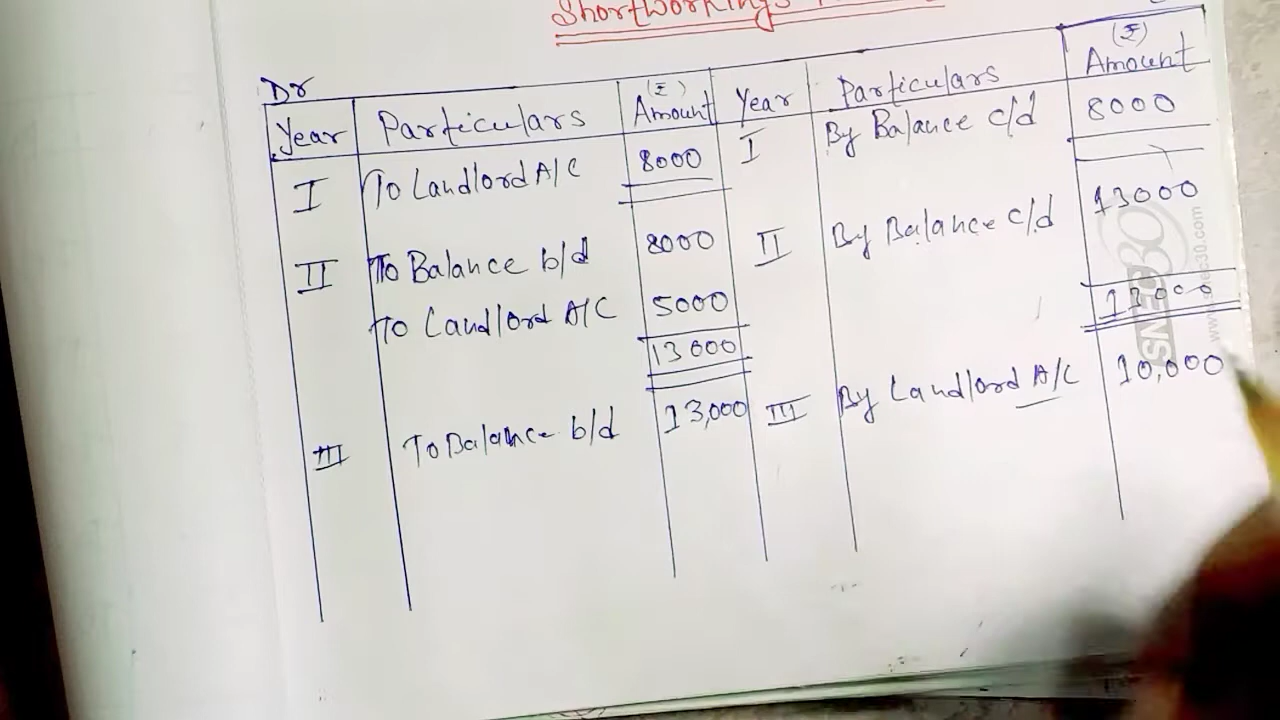 Shortworkings
Dr
Year Particulars (₹) Amount Year Particulars (₹) Amount
I To Landlord A/C 8000 I By Balance c/d 8000
II To Balance b/d 8000 II By Balance c/d 13000
To Landlord A/C 5000
13000 13000
III To Balance b/d 13,000 III By Landlord A/C 10,000